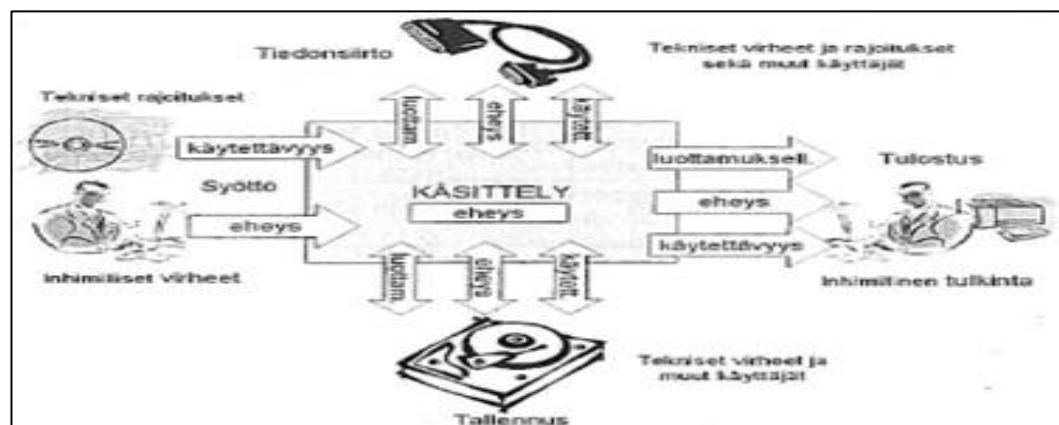 Tiedonsiirto
Tekniset virheet ja rajoitukset
sekä muut käyttäjät
Tekniset rajoitukset
luottam.
eheys
käytett.
käytettävyys
luottamuksell.
Tulostus
Syöttö
KÄSITTELY
eheys
eheys
eheys
käytettävyys
Inhimilliset virheet
luottam.
eheys
käytett.
Inhimillinen tulkinta
Tekniset virheet ja
muut käyttäjät
Tallennus